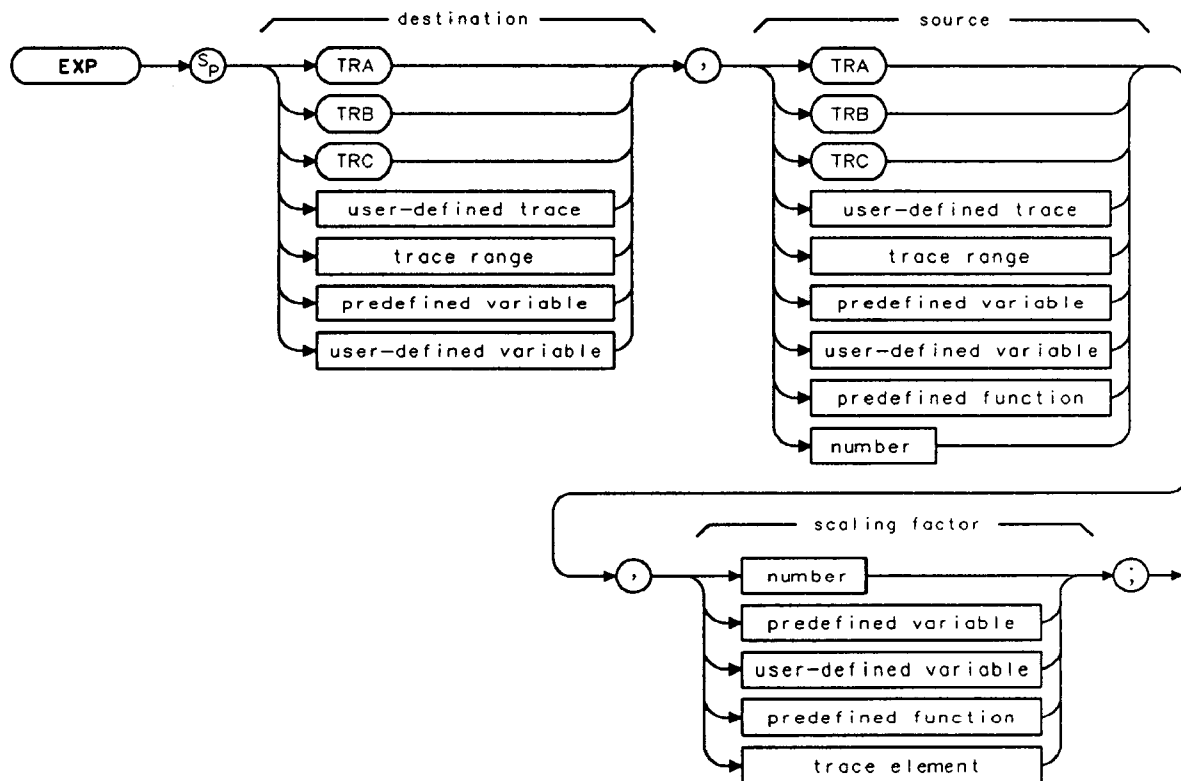 destination
source
EXP
Sp
TRA
,
TRA
TRB
TRB
TRC
TRC
user-defined trace
user-defined trace
trace range
trace range
predefined variable
predefined variable
user-defined variable
user-defined variable
predefined function
number
scaling factor
,
number
;
predefined variable
user-defined variable
predefined function
trace element